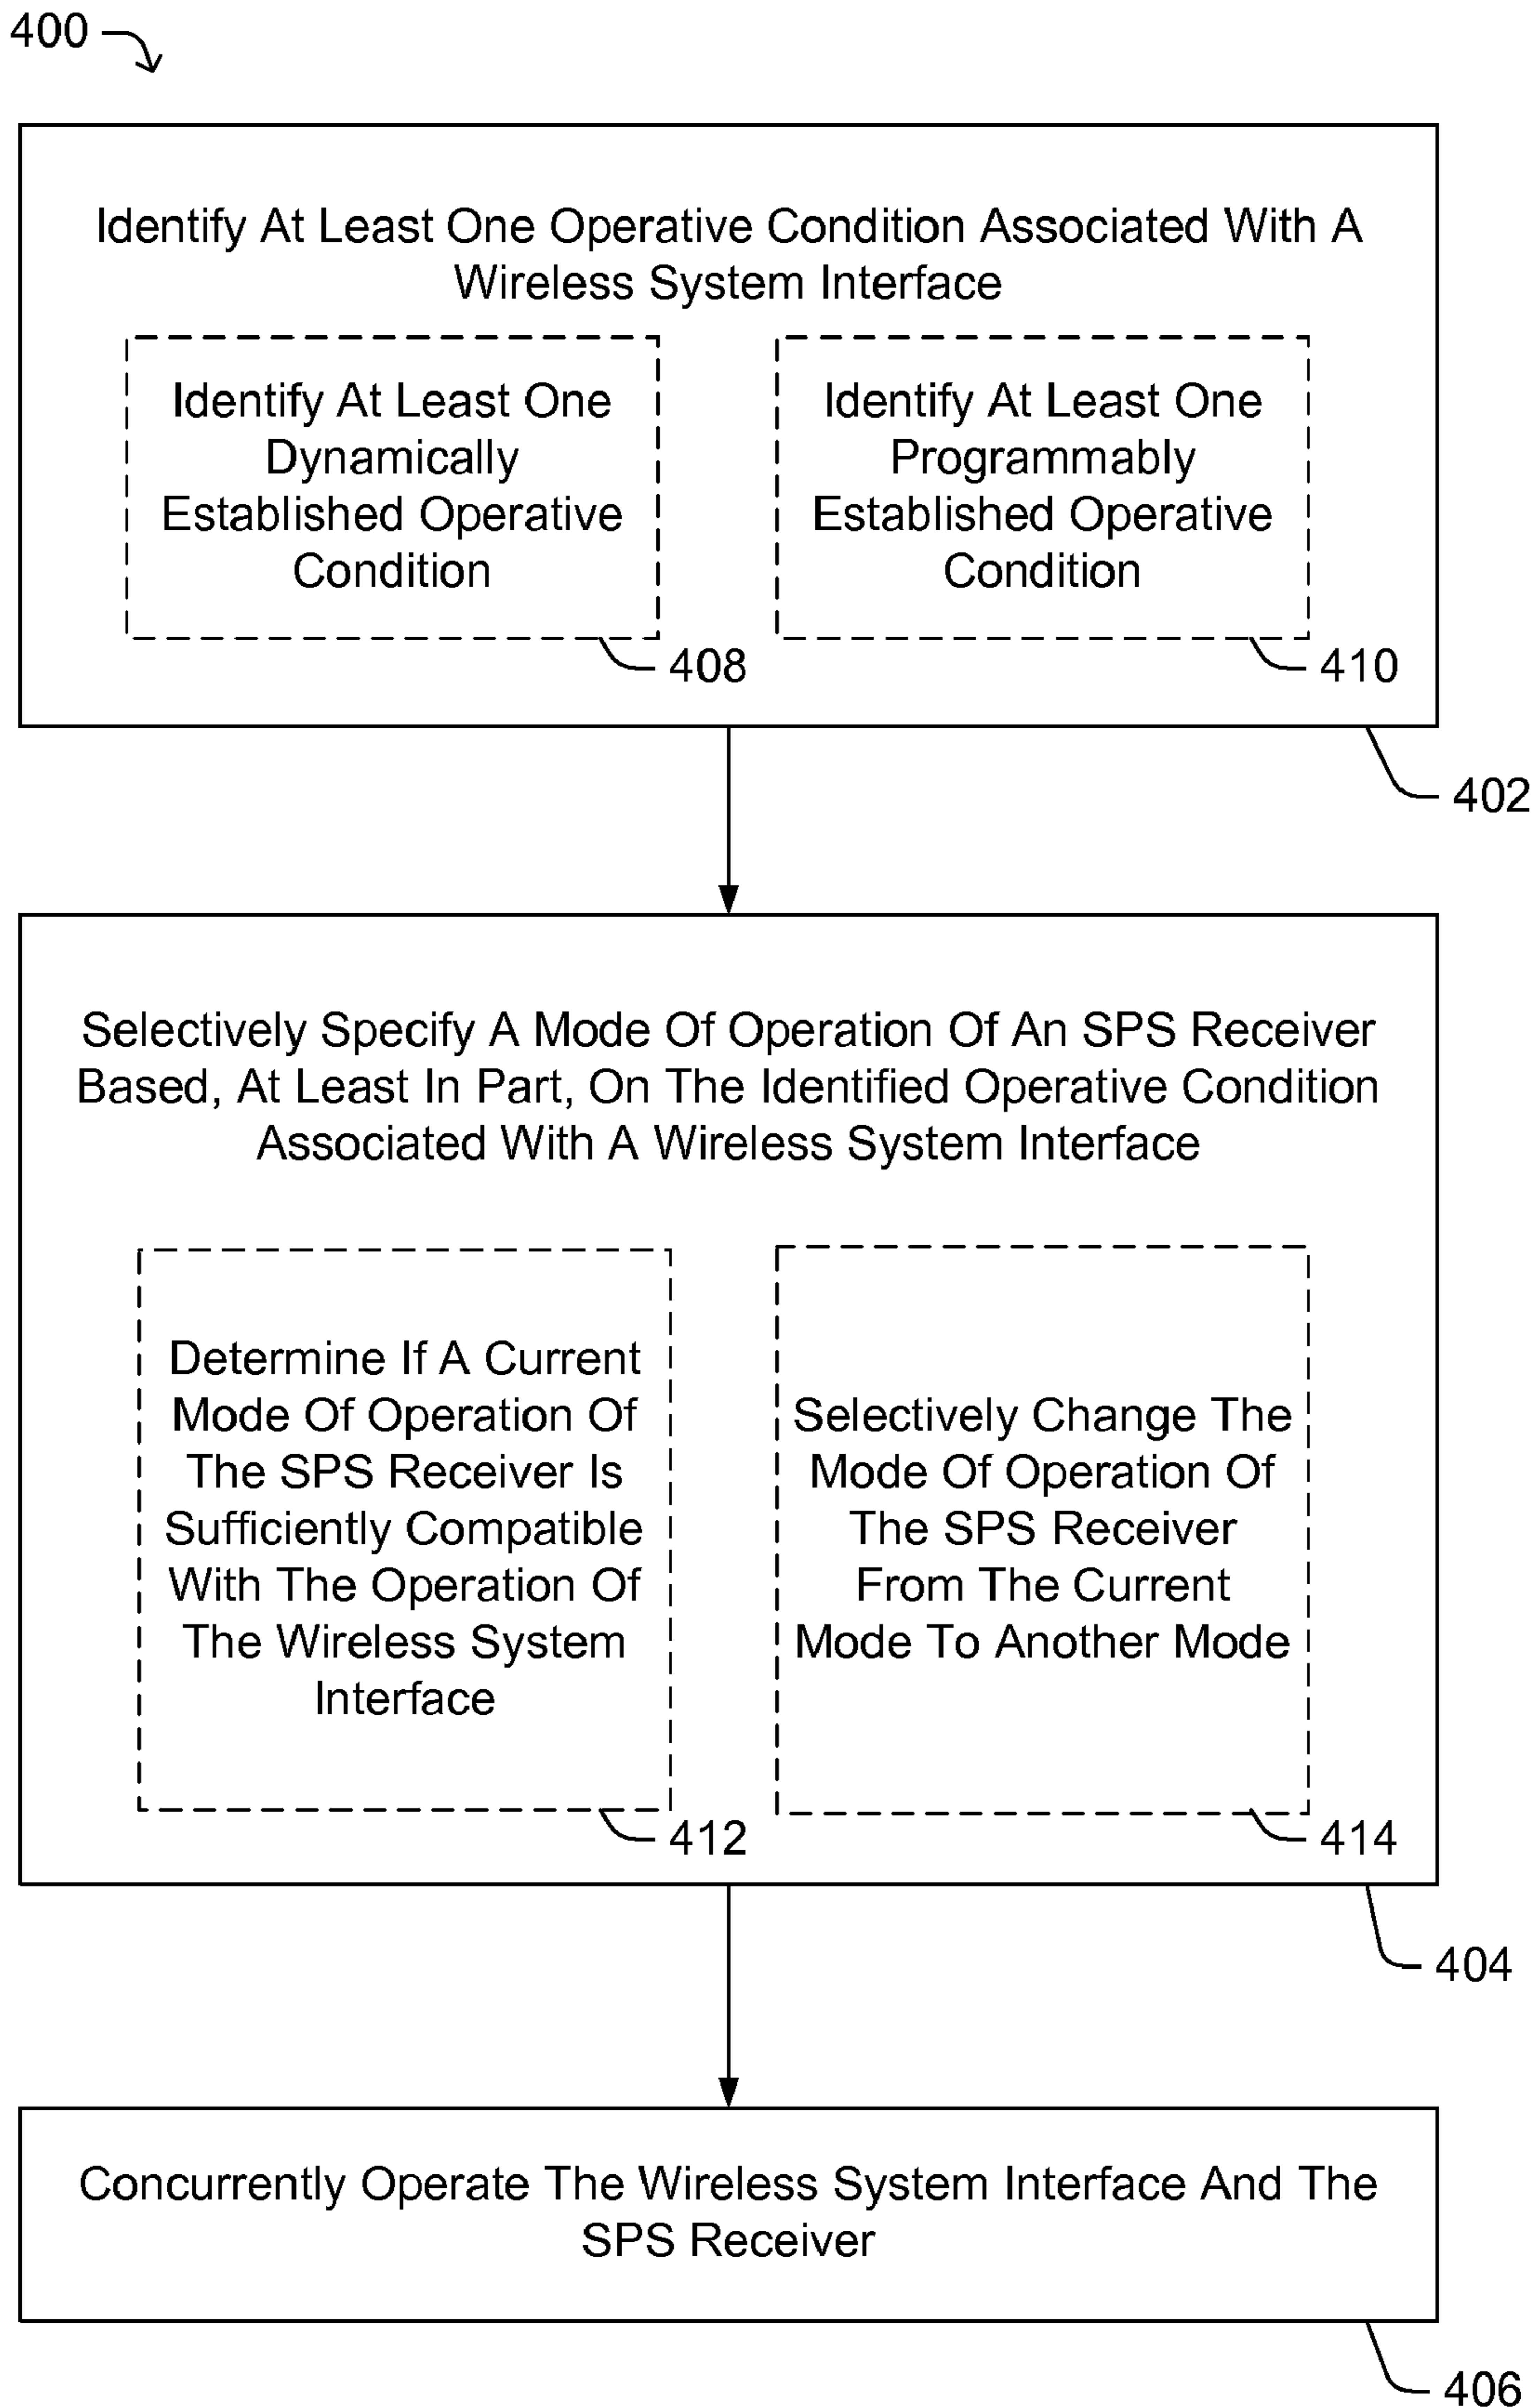 400
Identify At Least One Operative Condition Associated With A
Wireless System Interface
Identify At Least One
Dynamically
Established Operative
Condition
408
Identify At Least One
Programmably
Established Operative
Condition
410
402
Selectively Specify A Mode Of Operation Of An SPS Receiver
Based, At Least In Part, On The Identified Operative Condition
Associated With A Wireless System Interface
Determine If A Current
Mode Of Operation Of
The SPS Receiver Is
Sufficiently Compatible
With The Operation Of
The Wireless System
Interface
412
Selectively Change The
Mode Of Operation Of
The SPS Receiver
From The Current
Mode To Another Mode
414
404
Concurrently Operate The Wireless System Interface And The
SPS Receiver
406